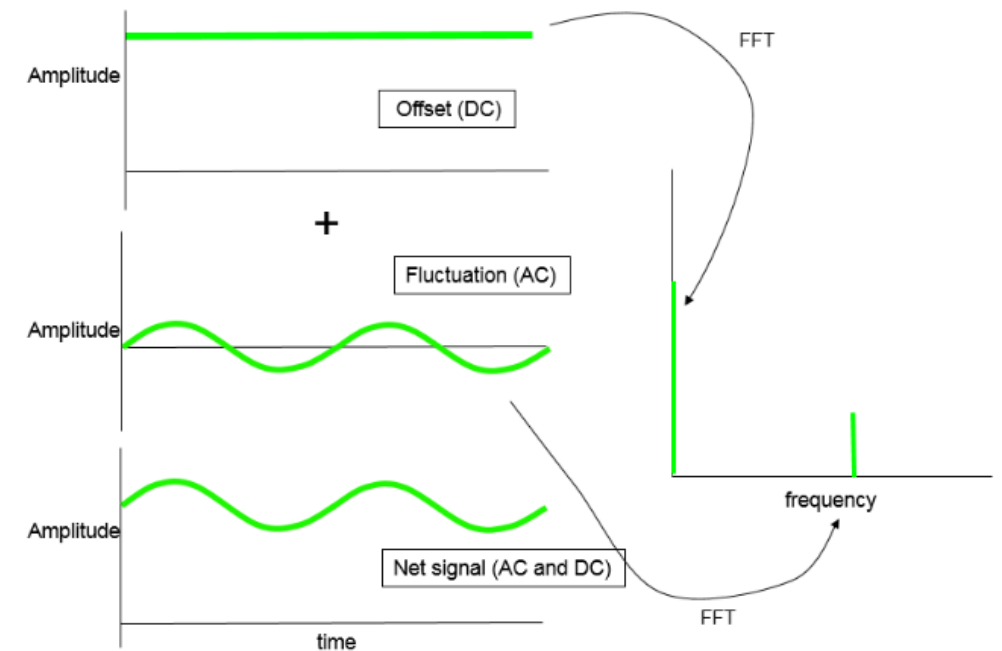 FFT
Amplitude
Offset (DC)
+
Fluctuation (AC)
Amplitude
frequency
Amplitude
Net signal (AC and DC)
FFT
time